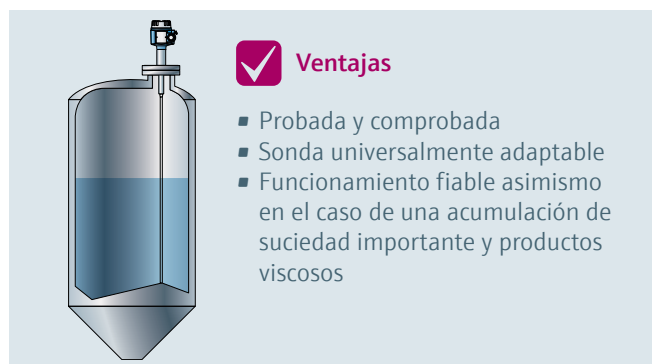 Ventajas
▪ Probada y comprobada
▪ Sonda universalmente adaptable
▪ Funcionamiento fiable asimismo
en el caso de una acumulación de
suciedad importante y productos
viscosos